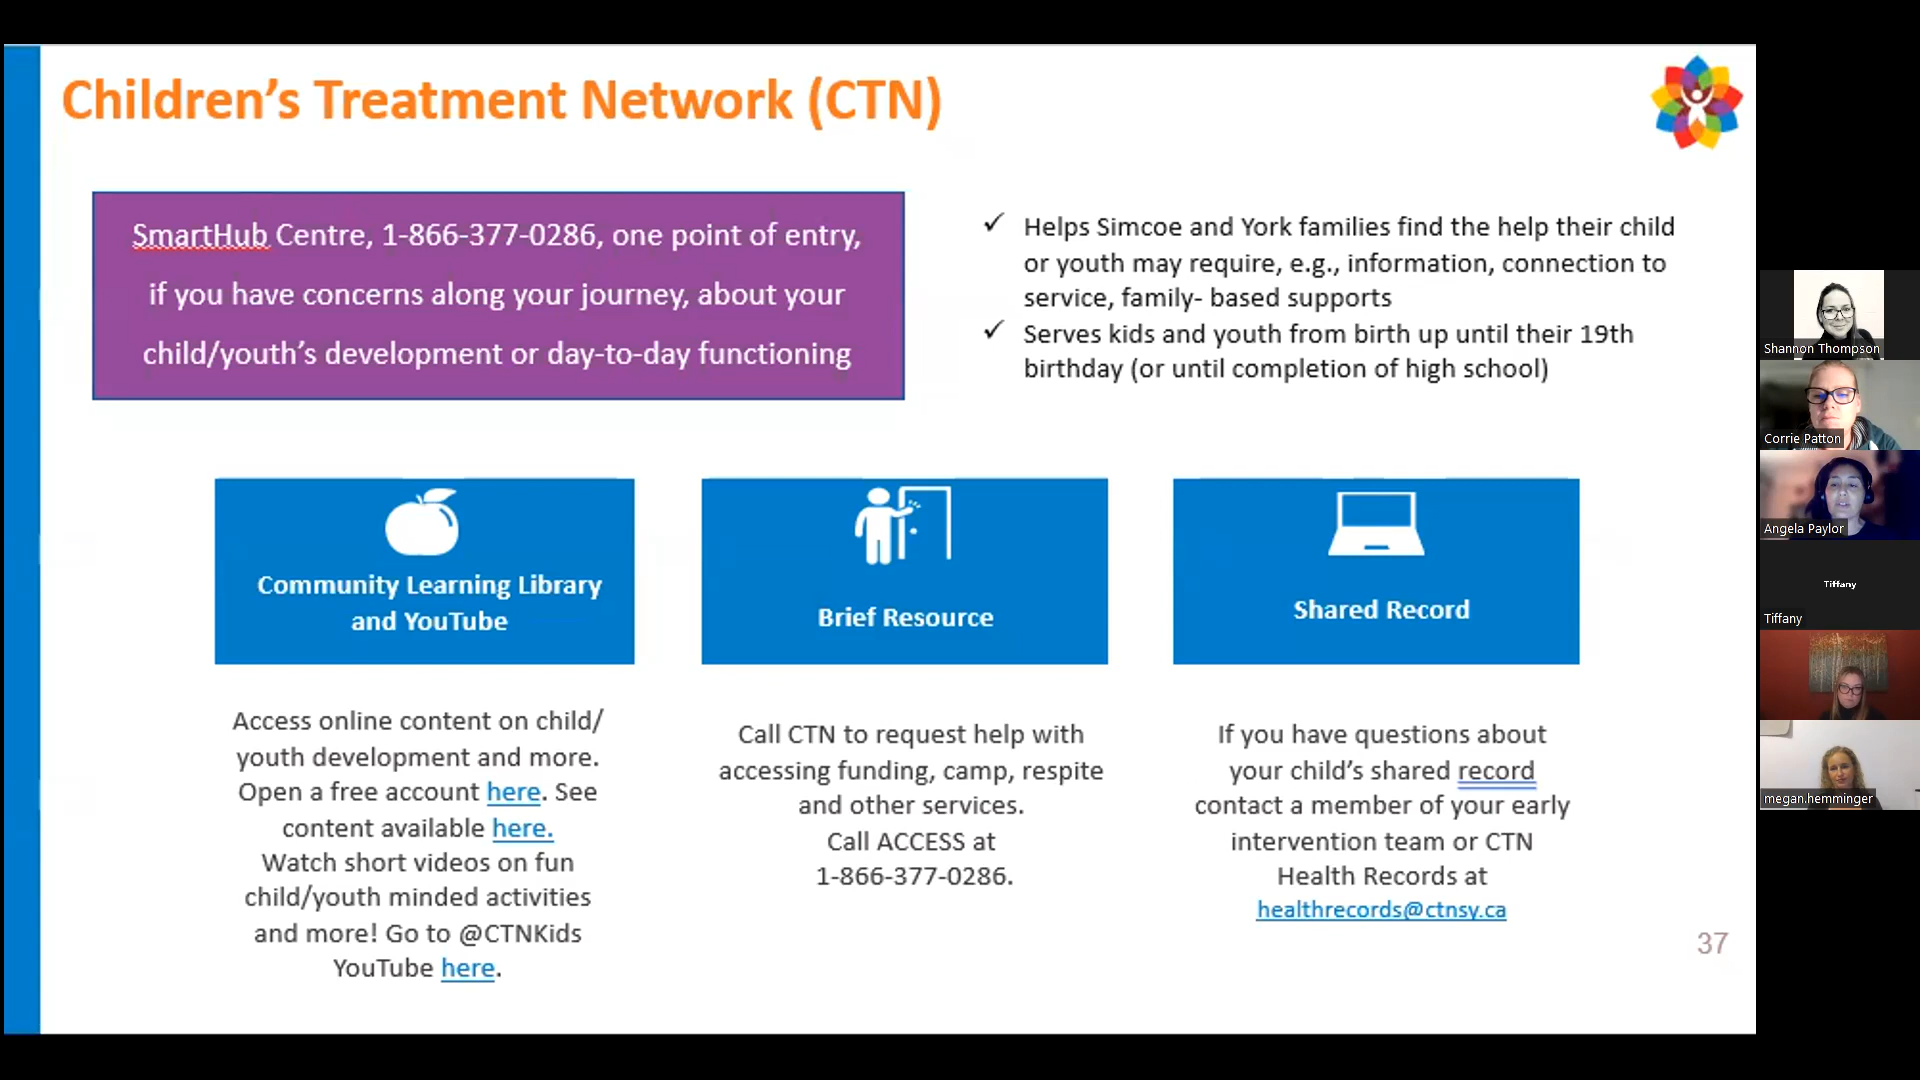 Children's Treatment Network (CTN)
SmartHub Centre, 1-866-377-0286, one point of entry,
if you have concerns along your journey, about your
child/youth's development or day-to-day functioning
✓ Helps Simcoe and York families find the help their child
or youth may require, e.g., information, connection to
service, family- based supports
✓ Serves kids and youth from birth up until their 19th
birthday (or until completion of high school)
Community Learning Library
and YouTube
Access online content on child/
youth development and more.
Open a free account here. See
content available here.
Watch short videos on fun
child/youth minded activities
and more! Go to @CTNKids
YouTube here.
Brief Resource
Call CTN to request help with
accessing funding, camp, respite
and other services.
Call ACCESS at
1-866-377-0286.
Shared Record
If you have questions about
your child's shared record
contact a member of your early
intervention team or CTN
Health Records at
healthrecords@ctnsy.ca
37
Shannon Thompson
Corrie Patton
Angela Paylor
Tiffany
Tiffany
megan.hemminger